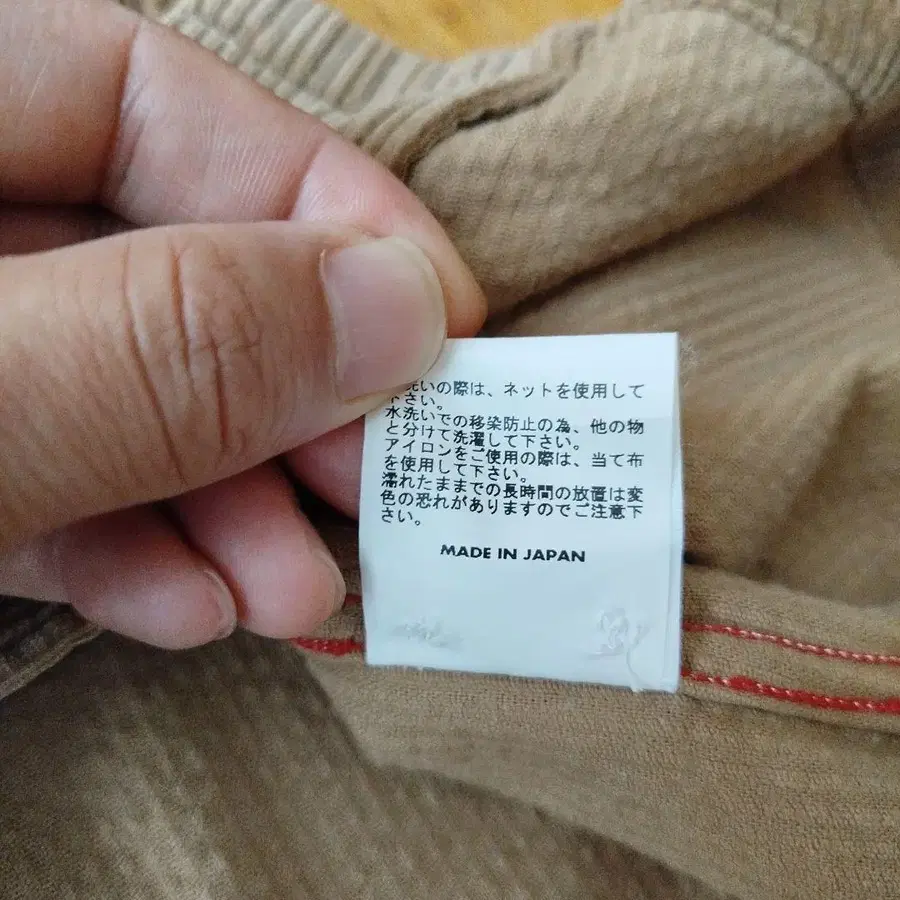 洗いの際は、ネットを使用して
下さい。
水洗いでの移染防止の為、他の物
と分けて洗濯して下さい。
アイロンをご使用の際は、当て布
を使用して下さい。
濡れたままでの長時間の放置は変
色の恐れがありますのでご注意下
さい。
MADE IN JAPAN